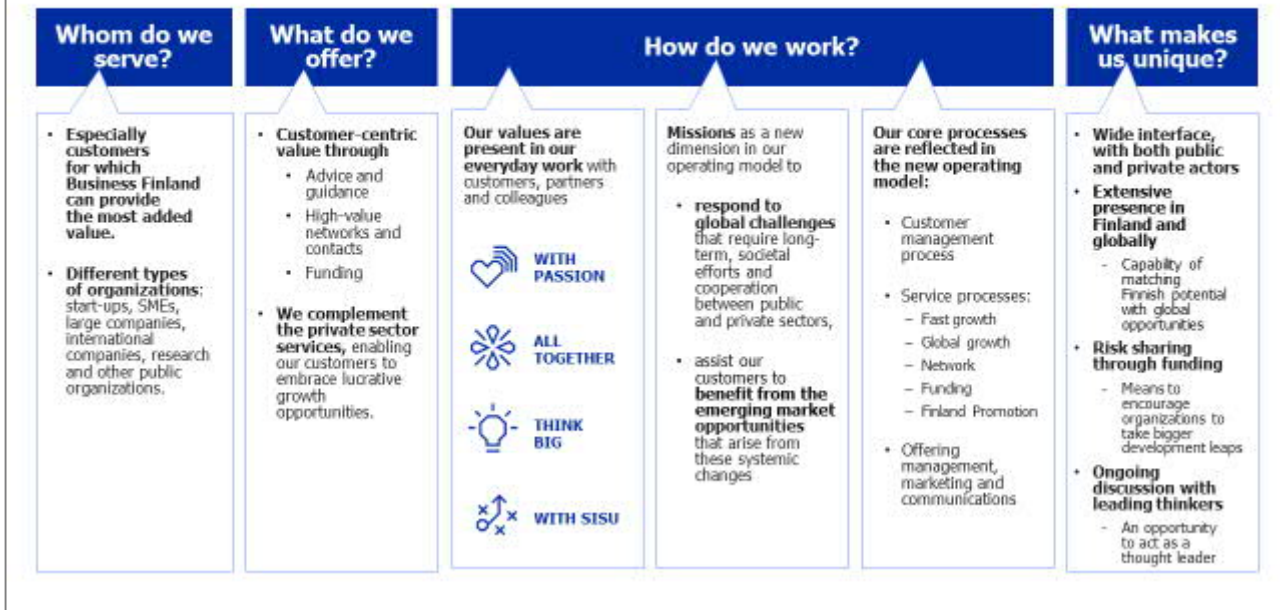 Whom do we
serve?
What do we
offer?
How do we work?
What makes
us unique?
• Especially
customers
for which
Business Finland
can provide
the most added
value.
• Different types
of organizations:
start-ups, SMEs,
large companies,
international
companies, research
and other public
organizations.
• Customer-centric
value through
• Advice and
guidance
• High-value
networks and
contacts
• Funding
• We complement
the private sector
services, enabling
our customers to
embrace lucrative
growth
opportunities.
Our values are
present in our
everyday work with
customers, partners
and colleagues
WITH
PASSION
ALL
TOGETHER
THINK
BIG
WITH SISU
Missions as a new
dimension in our
operating model to
• respond to
global challenges
that require long-
term, societal
efforts and
cooperation
between public
and private sectors,
• assist our
customers to
benefit from the
emerging market
opportunities
that arise from
these systemic
changes
Our core processes
are reflected in
the new operating
model:
• Customer
management
process
• Service processes:
– Fast growth
– Global growth
– Network
– Funding
– Finland Promotion
• Offering
management,
marketing and
communications
• Wide interface,
with both public
and private actors
• Extensive
presence in
Finland and
globally
- Capability of
matching
Finnish potential
with global
opportunities
• Risk sharing
through funding
- Means to
encourage
organizations to
take bigger
development leaps
• Ongoing
discussion with
leading thinkers
- An opportunity
to act as a
thought leader